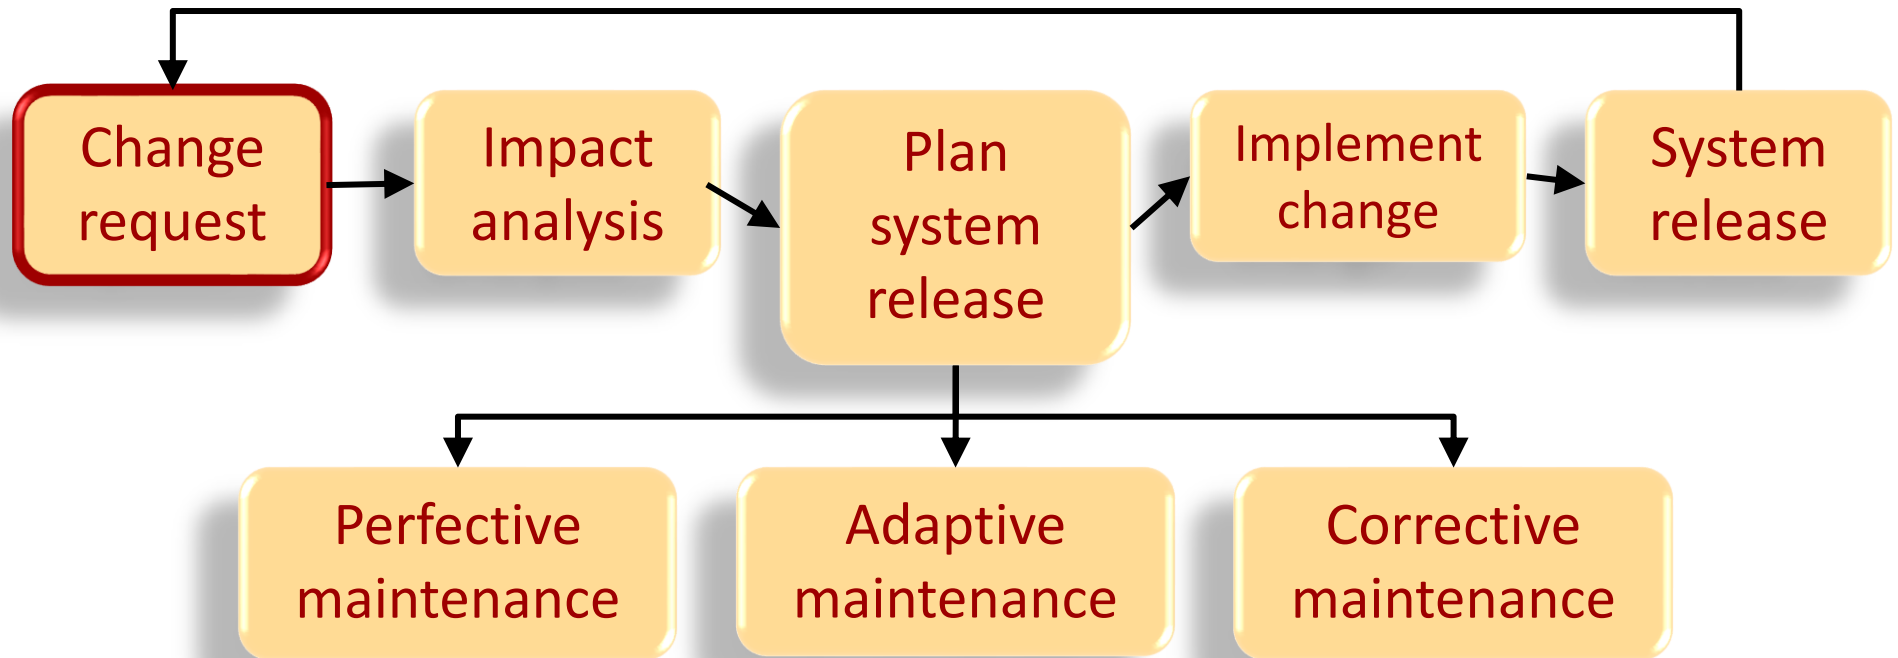 Change
request
Impact
analysis
Plan
system
release
Implement
change
System
release
Perfective
maintenance
Adaptive
maintenance
Corrective
maintenance